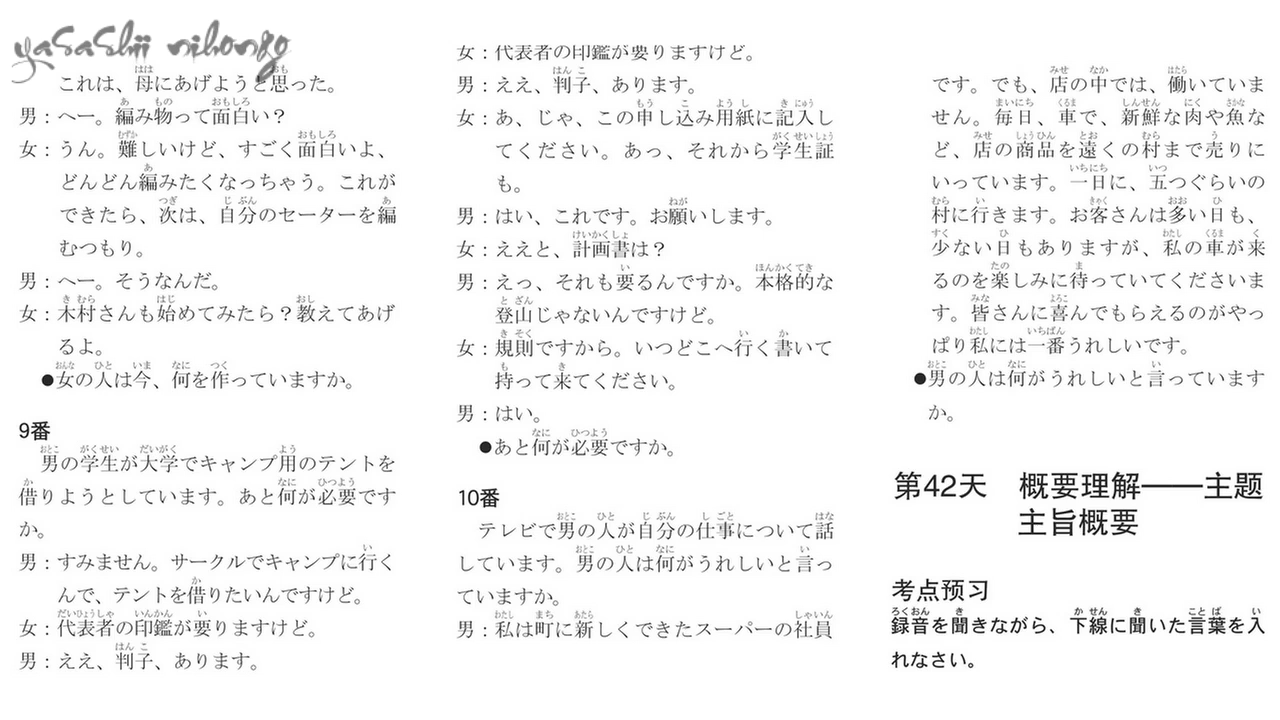 yasashii nihongo
これは、母にあげようと思った。
男：へー。編み物って面白い？
女：うん。難しいけど、すごく面白いよ、
どんどん編みたくなっちゃう。これが
できたら、次は、自分のセーターを編
むつもり。
男：へー。そうなんだ。
女：木村さんも始めてみたら？教えてあげ
るよ。
●女の人は今、何を作っていますか。
9番
男の学生が大学でキャンプ用のテントを
借りようとしています。あと何が必要です
か。
男：すみません。サークルでキャンプに行く
んで、テントを借りたいんですけど。
女：代表者の印鑑が要りますけど。
男：ええ、判子、あります。
女：代表者の印鑑が要りますけど。
男：ええ、判子、あります。
女：あ、じゃ、この申し込み用紙に記入し
てください。あっ、それから学生証
も。
男：はい、これです。お願いします。
女：ええと、計画書は？
男：えっ、それも要るんですか。本格的な
登山じゃないんですけど。
女：規則ですから。いつどこへ行く書いて
持って来てください。
男：はい。
●あと何が必要ですか。
10番
テレビで男の人が自分の仕事について話
しています。男の人は何がうれしいと言っ
ていますか。
男：私は町に新しくできたスーパーの社員
です。でも、店の中では、働いていま
せん。毎日、車で、新鮮な肉や魚な
ど、店の商品を遠くの村まで売りに
いっています。一日に、五つぐらいの
村に行きます。お客さんは多い日も、
少ない日もありますが、私の車が来
るのを楽しみに待っていてくださいま
す。皆さんに喜んでもらえるのがやっ
ぱり私には一番うれしいです。
●男の人は何がうれしいと言っています
か。
第42天　概要理解——主题
主旨概要
考点预习
録音を聞きながら、下線に聞いた言葉を入
れなさい。